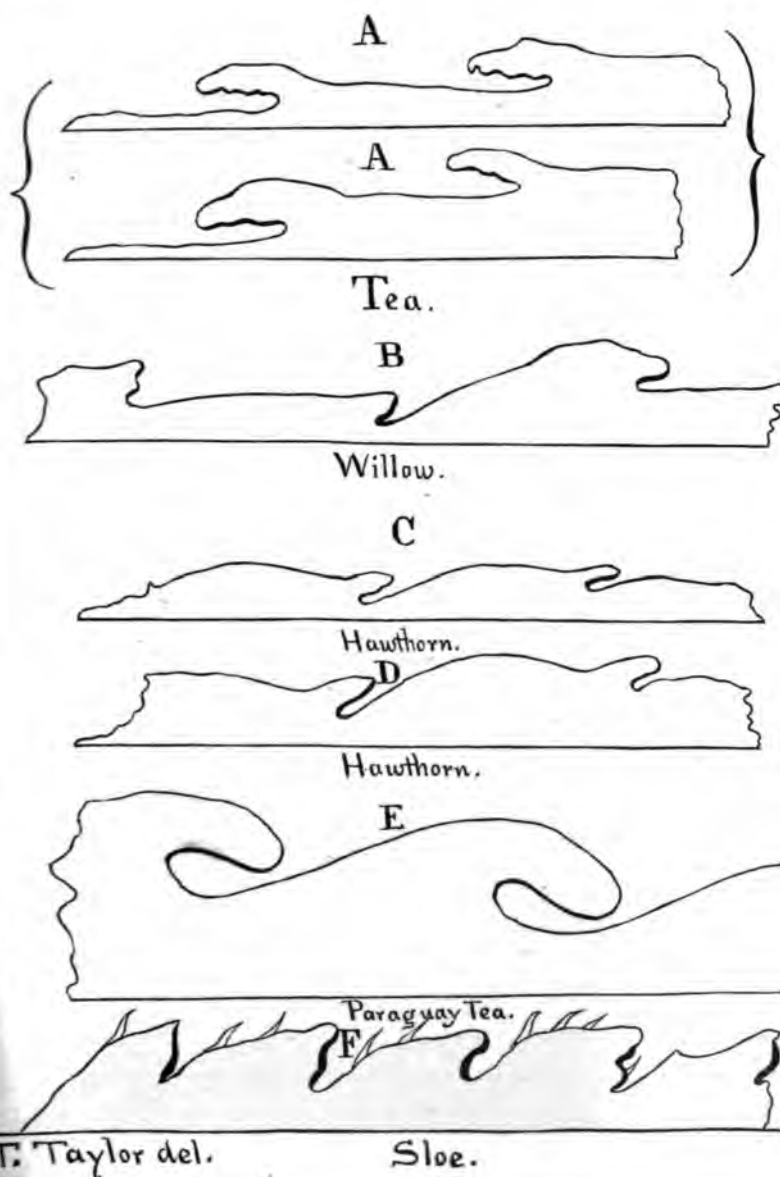 A
A
Tea.
B
Willow.
C
Hawthorn.
D
Hawthorn.
E
Paraguay Tea.
F
T. Taylor del. Sloe.